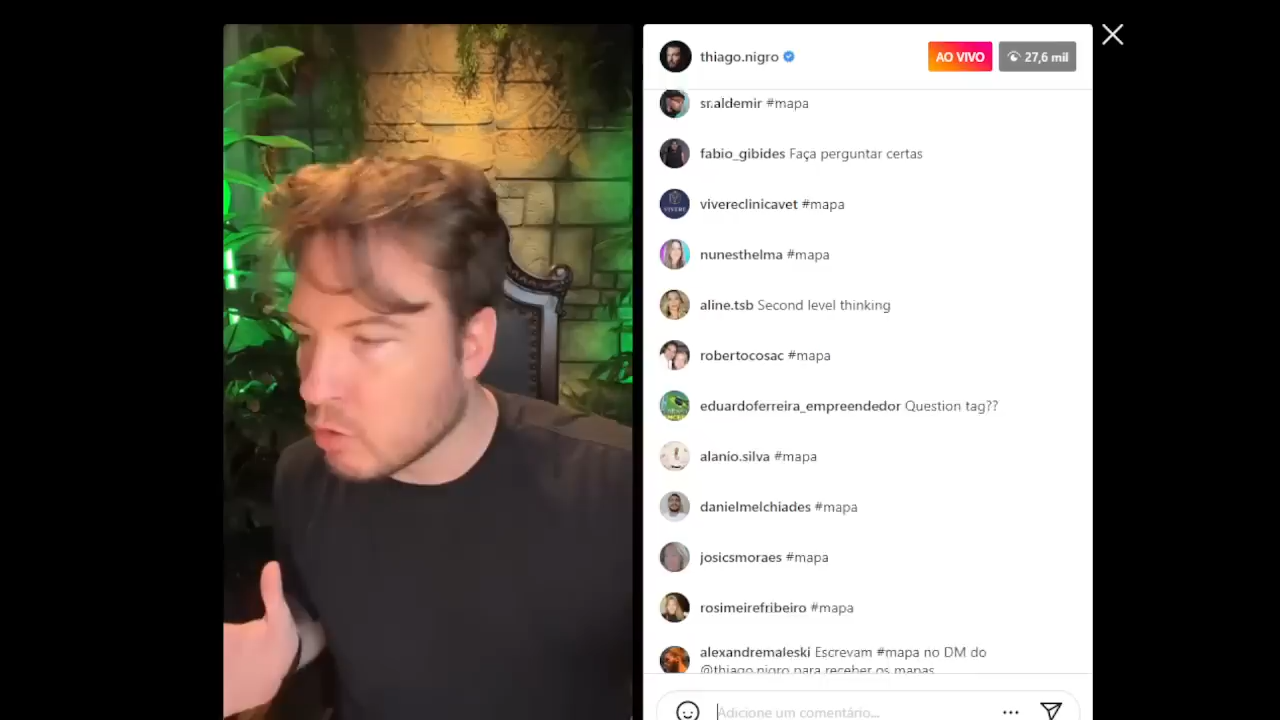 thiago.nigro
AO VIVO
27,6 mil
sr.aldemir #mapa
fabio_gibides Faça perguntar certas
vivereclinicavet #mapa
nunesthelma #mapa
aline.tsb Second level thinking
robertocosac #mapa
eduardoferreira_empreendedor Question tag??
alanio.silva #mapa
danielmelchiades #mapa
josicsmoraes #mapa
rosimeirefribeiro #mapa
alexandremaleski Escrevam #mapa no DM do
@thiago.nigro para receber os mapas
Adicione um comentário...